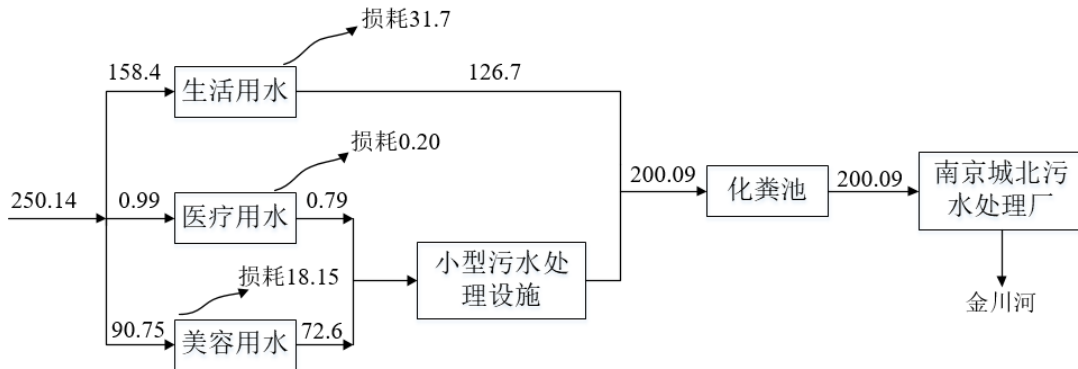 损耗31.7
158.4
生活用水
126.7
损耗0.20
250.14
0.99
医疗用水
0.79
200.09
化粪池
200.09
南京城北污
水处理厂
小型污水处
理设施
损耗18.15
90.75
美容用水
72.6
金川河